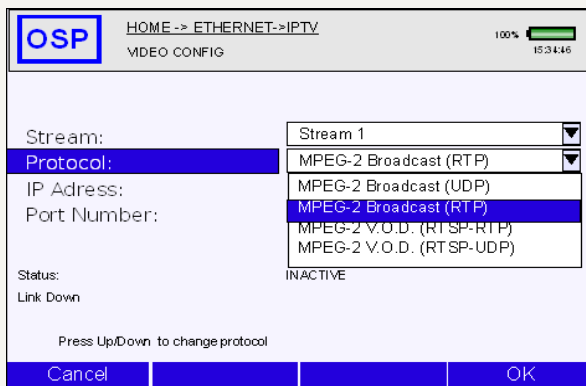 OSP
HOME -> ETHERNET->IPTV
VIDEO CONFIG
100%
15:34:46
Stream:
Stream 1
Protocol:
MPEG-2 Broadcast (RTP)
IP Adress:
MPEG-2 Broadcast (UDP)
MPEG-2 Broadcast (RTP)
Port Number:
MPEG-2 V.O.D. (RTSP-RTP)
MPEG-2 V.O.D. (RTSP-UDP)
Status:
INACTIVE
Link Down
Press Up/Down to change protocol
Cancel
OK